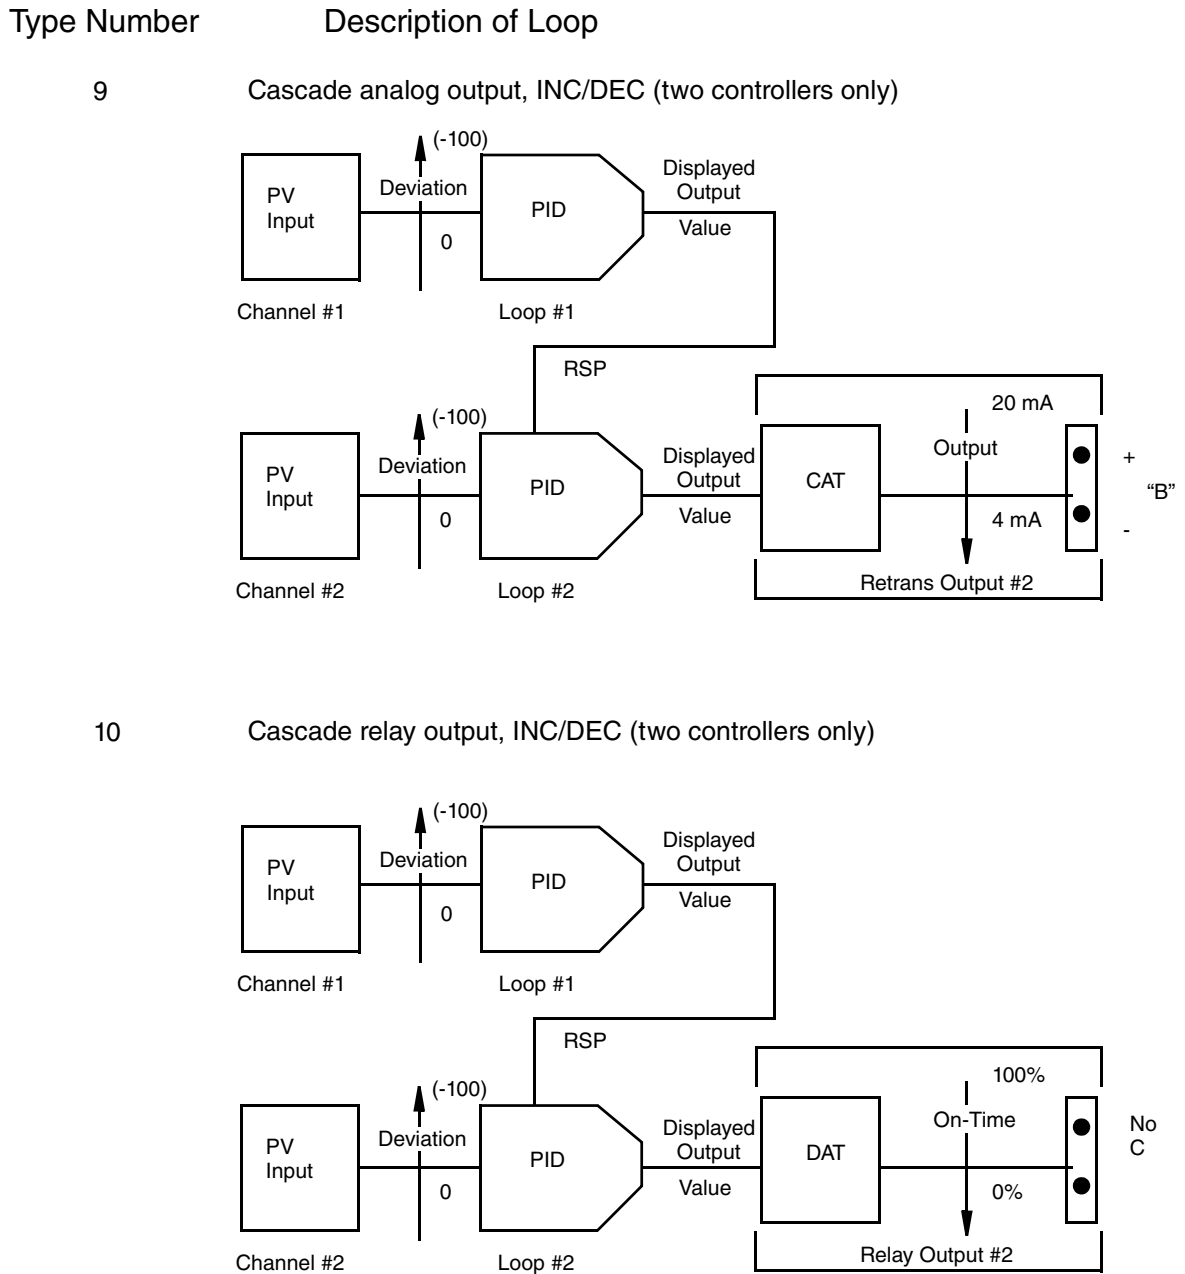 Type Number Description of Loop
9 Cascade analog output, INC/DEC (two controllers only)
(-100)
PV
Input
Deviation
0
PID
Displayed
Output
Value
Channel #1
Loop #1
RSP
(-100)
PV
Input
Deviation
0
PID
Displayed
Output
Value
CAT
20 mA
Output
4 mA
+
“B”
-
Retrans Output #2
Channel #2
Loop #2
10 Cascade relay output, INC/DEC (two controllers only)
(-100)
PV
Input
Deviation
0
PID
Displayed
Output
Value
Channel #1
Loop #1
RSP
(-100)
PV
Input
Deviation
0
PID
Displayed
Output
Value
DAT
100%
On-Time
0%
No
C
Relay Output #2
Channel #2
Loop #2